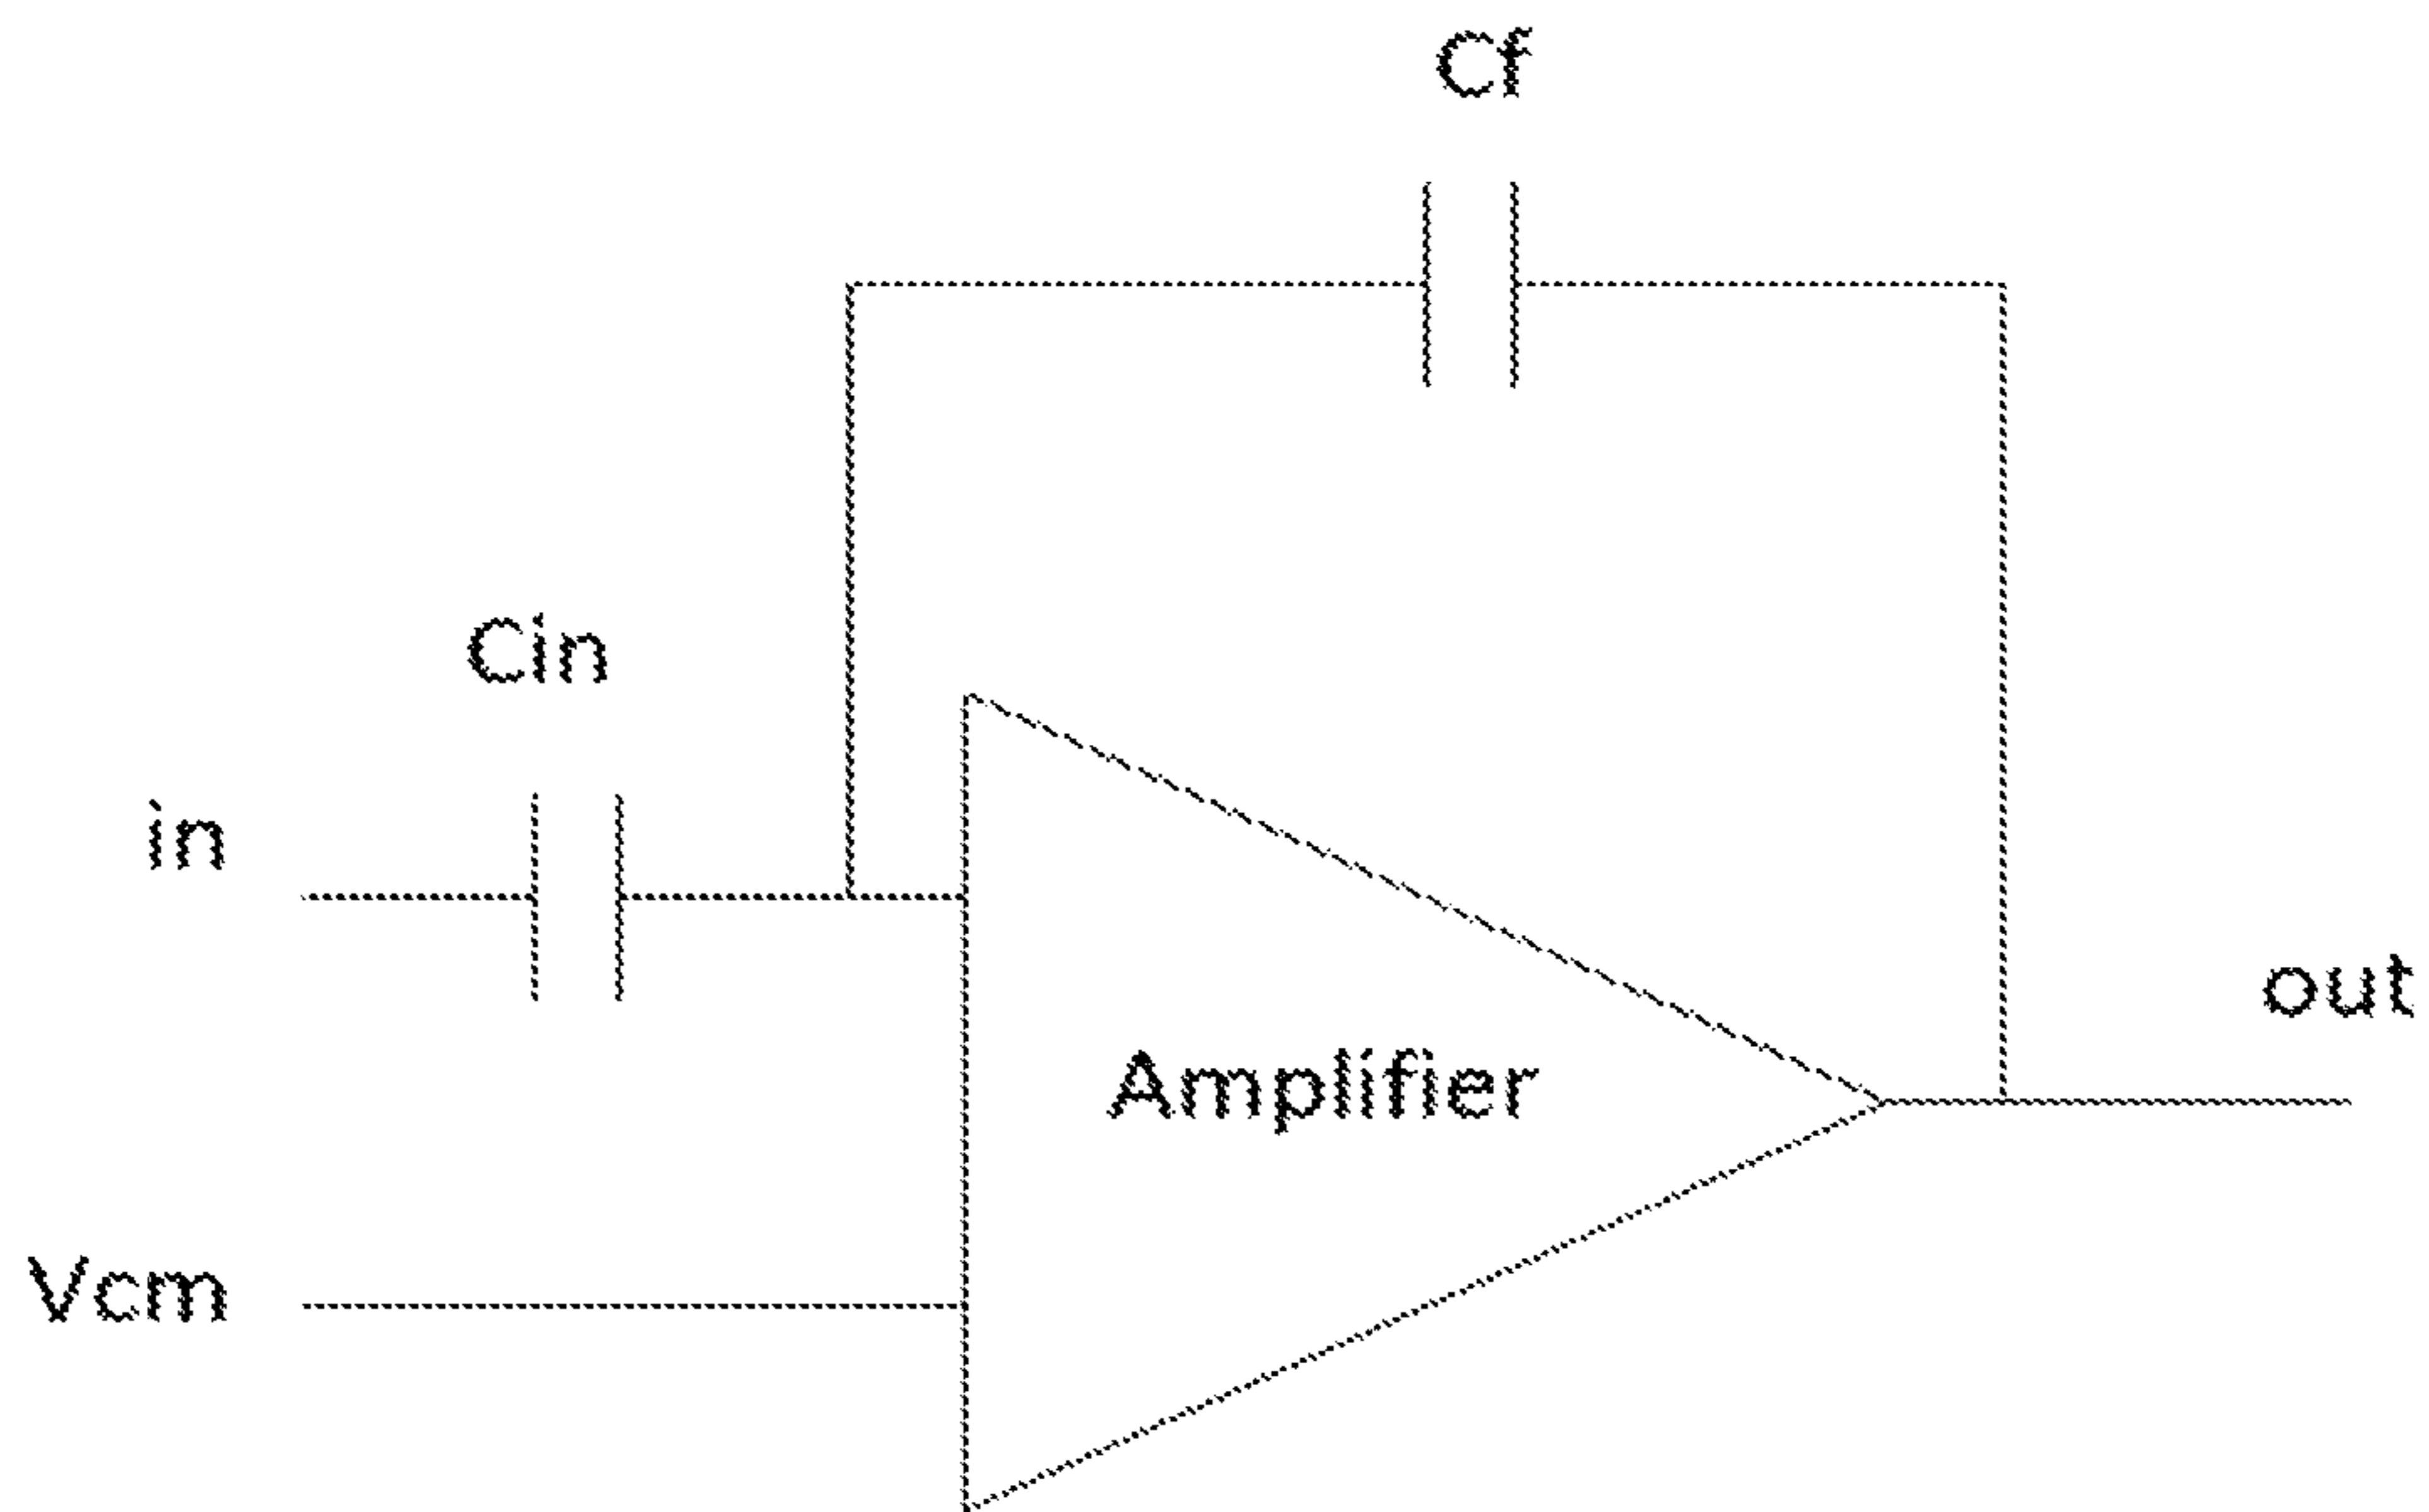 Cf
Cin
in
out
Amplifier
Vcm